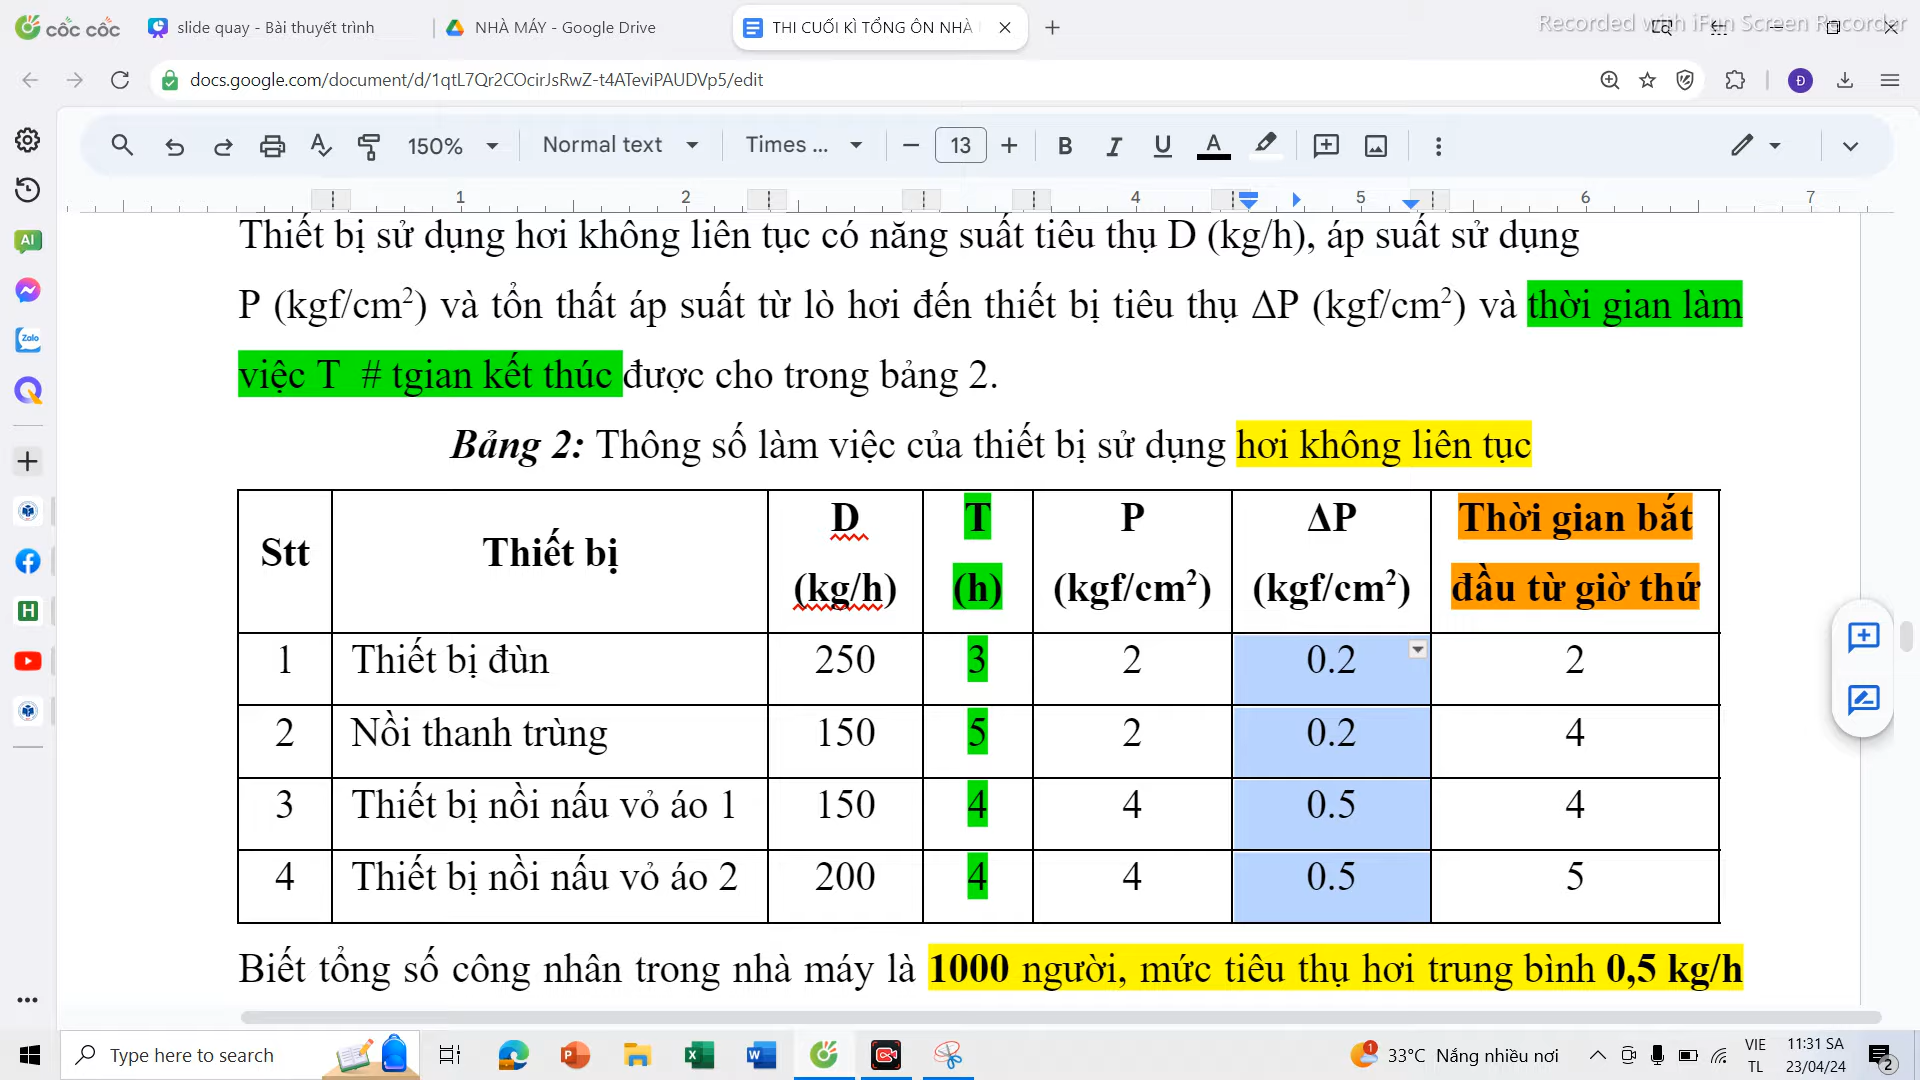 cốc cốc
slide quay - Bài thuyết trình
NHÀ MÁY - Google Drive
THI CUỐI KÌ TỔNG ÔN NHÀ
Recorded with iFun Screen Recorder
docs.google.com/document/d/1qtL7Qr2COcirJsRwZ-t4ATeviPAUDVp5/edit
Đ
150%
Normal text
Times ...
13
B
I
U
A
1
2
4
5
6
7
AI
Zalo
H
Thiết bị sử dụng hơi không liên tục có năng suất tiêu thụ D (kg/h), áp suất sử dụng
P (kgf/cm²) và tổn thất áp suất từ lò hơi đến thiết bị tiêu thụ ΔP (kgf/cm²) và thời gian làm
việc T # tgian kết thúc được cho trong bảng 2.
Bảng 2: Thông số làm việc của thiết bị sử dụng hơi không liên tục
Stt Thiết bị D (kg/h) T (h) P (kgf/cm²) ΔP (kgf/cm²) Thời gian bắt đầu từ giờ thứ
1 Thiết bị đùn 250 3 2 0.2 2
2 Nồi thanh trùng 150 5 2 0.2 4
3 Thiết bị nồi nấu vỏ áo 1 150 4 4 0.5 4
4 Thiết bị nồi nấu vỏ áo 2 200 4 4 0.5 5
Biết tổng số công nhân trong nhà máy là 1000 người, mức tiêu thụ hơi trung bình 0,5 kg/h
Type here to search
1
33°C Nắng nhiều nơi
VIE
TL
11:31 SA
23/04/24
2